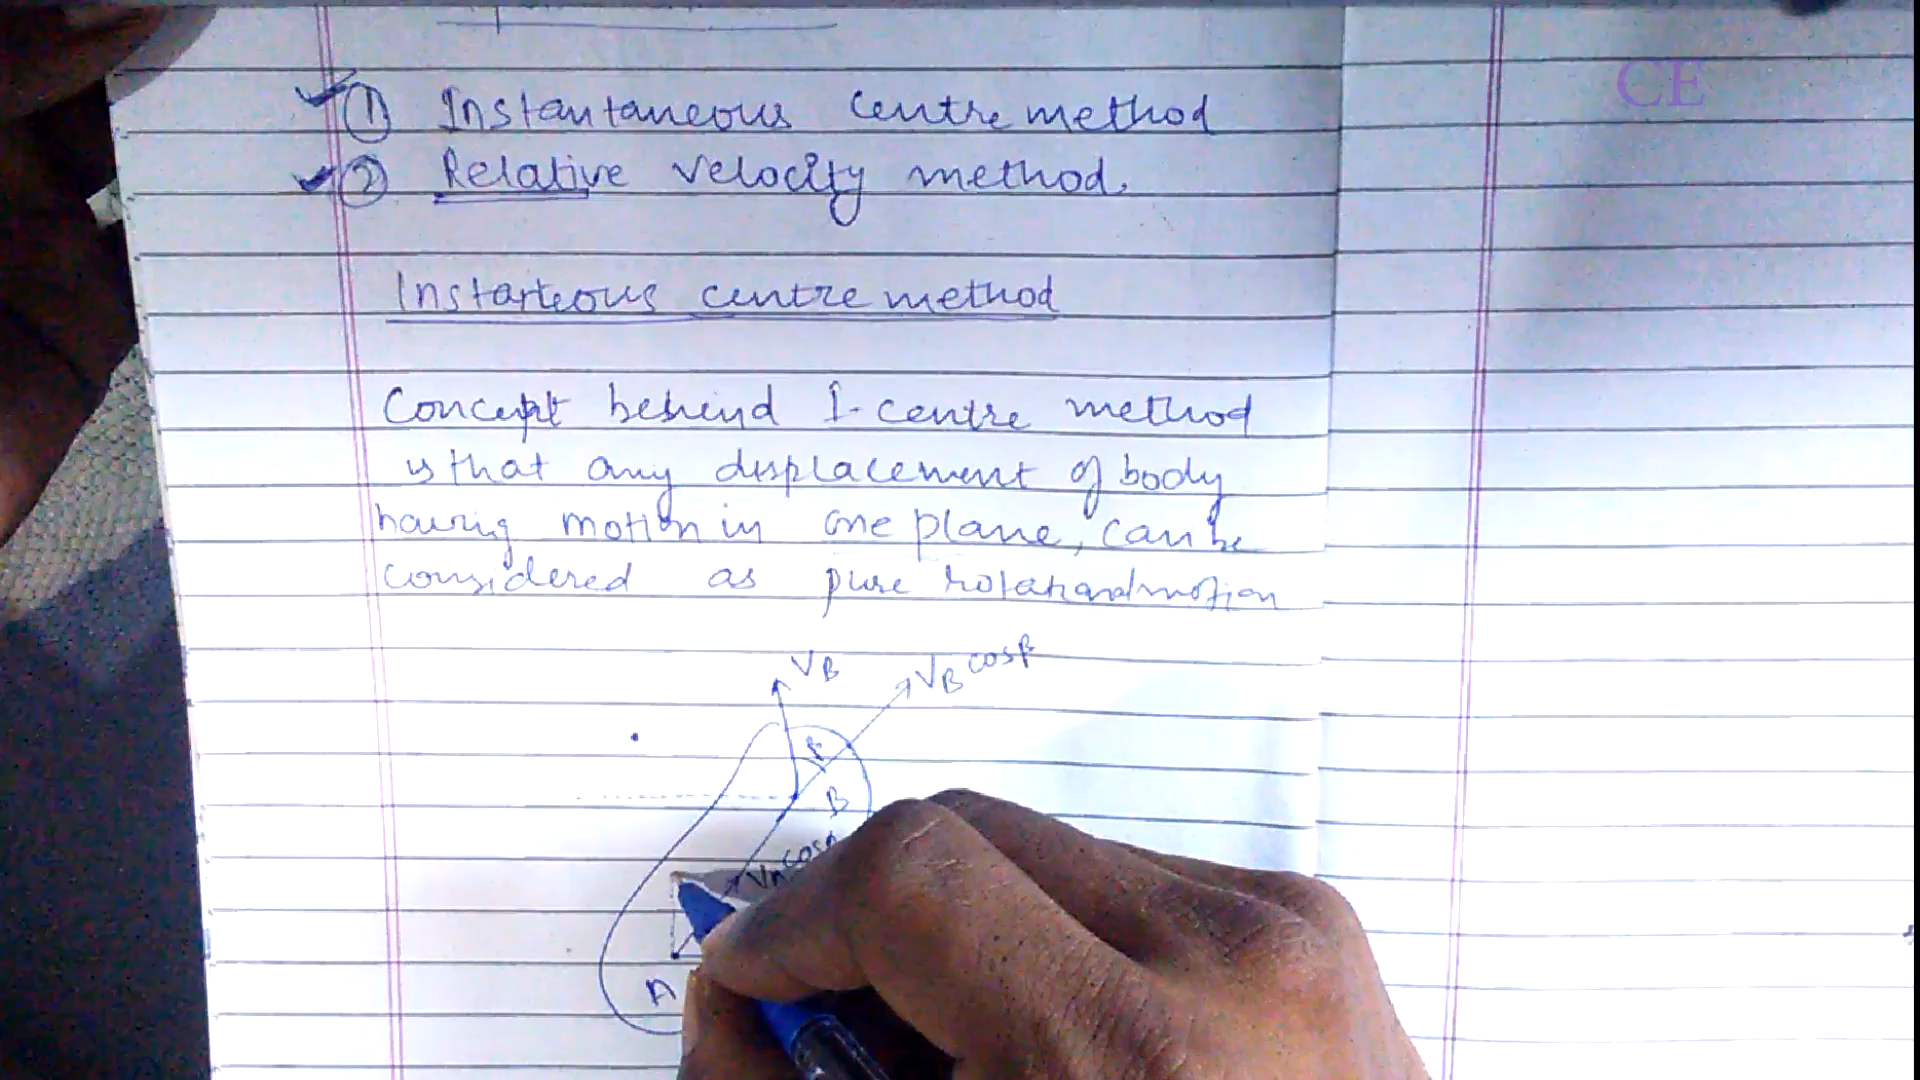 CE
① Instantaneous centre method
② Relative velocity method.
Instanteous centre method
Concept behind I-centre method
is that any displacement of body
having motion in one plane, can be
considered as pure rotational motion
VB
VB cosβ
β
B
A